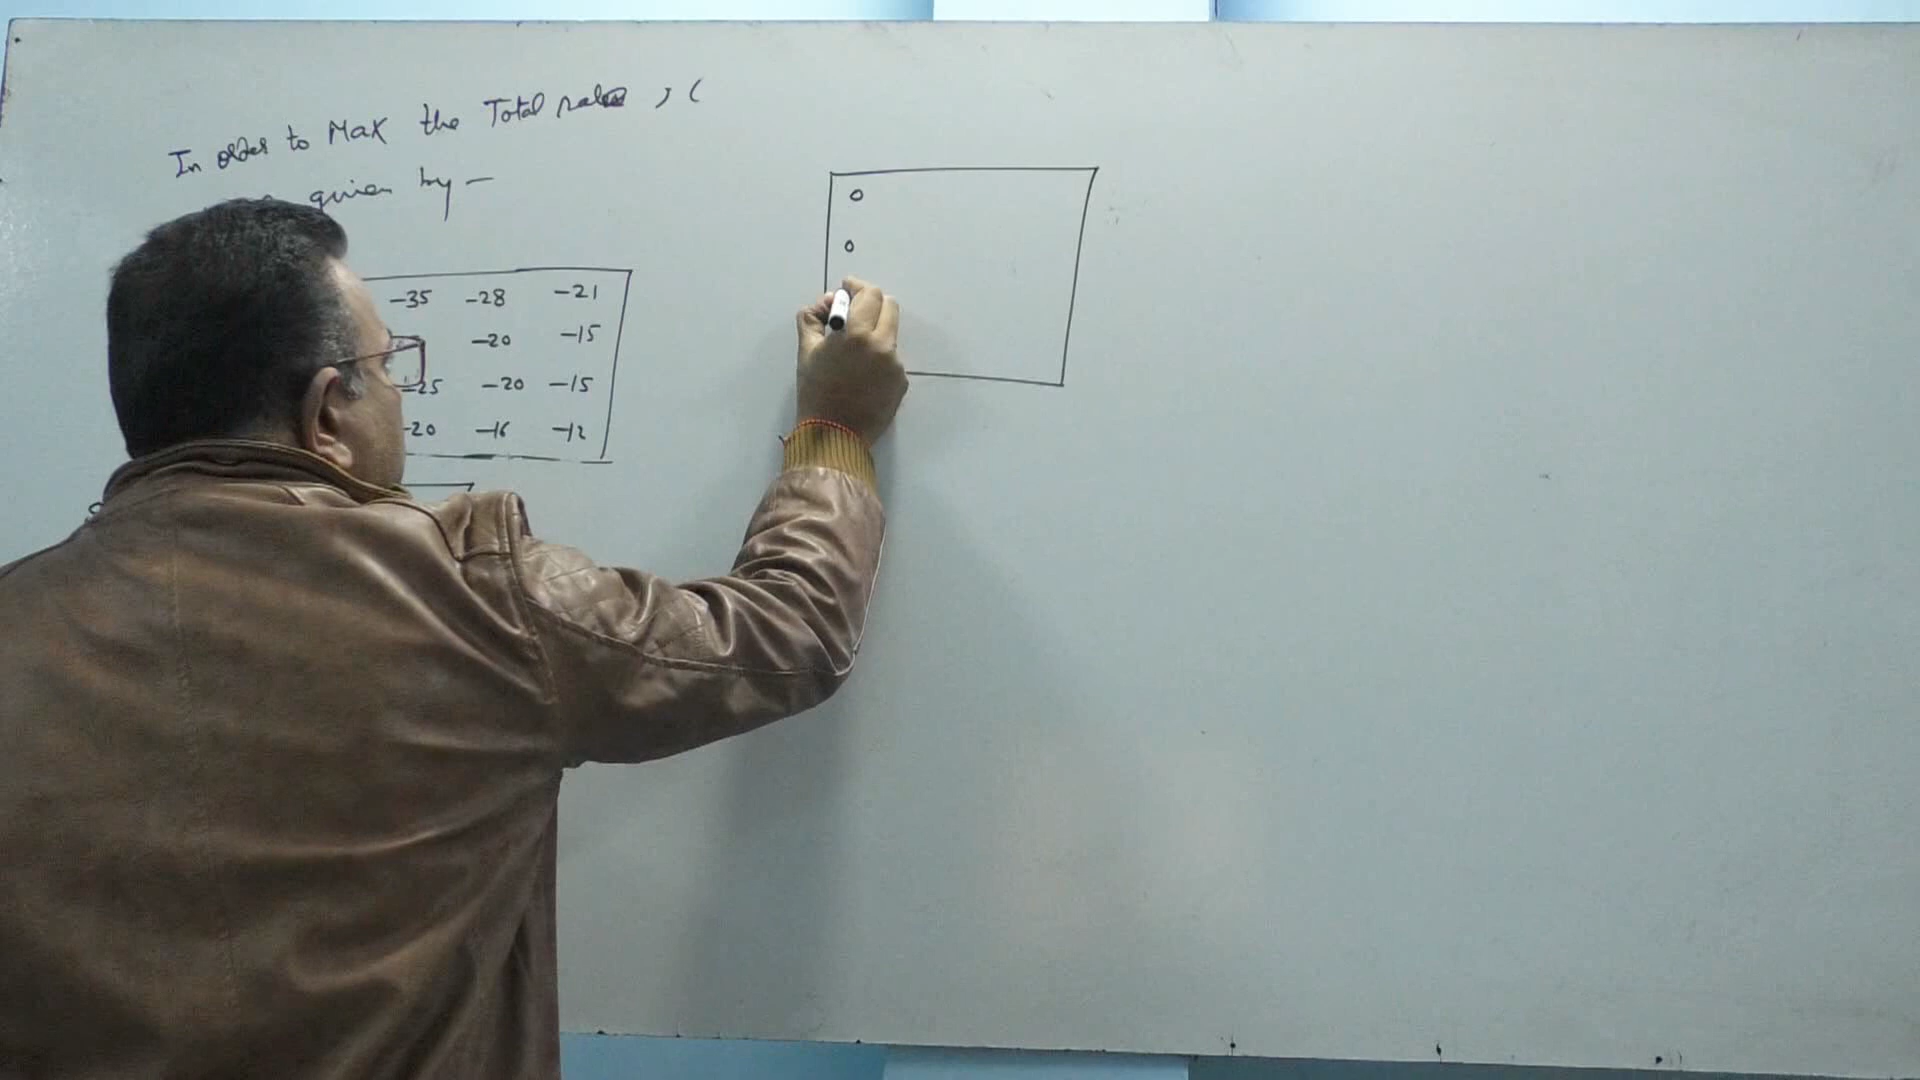 In order to Max the Total sales , (
given by –
-35 -28 -21
-20 -15
-25 -20 -15
-20 -16 -12
0
0